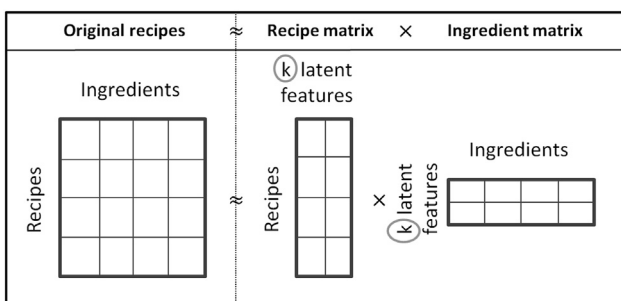 Original recipes ≈ Recipe matrix × Ingredient matrix
k latent
features
Ingredients
Recipes
≈
Recipes
×
k latent
features
Ingredients